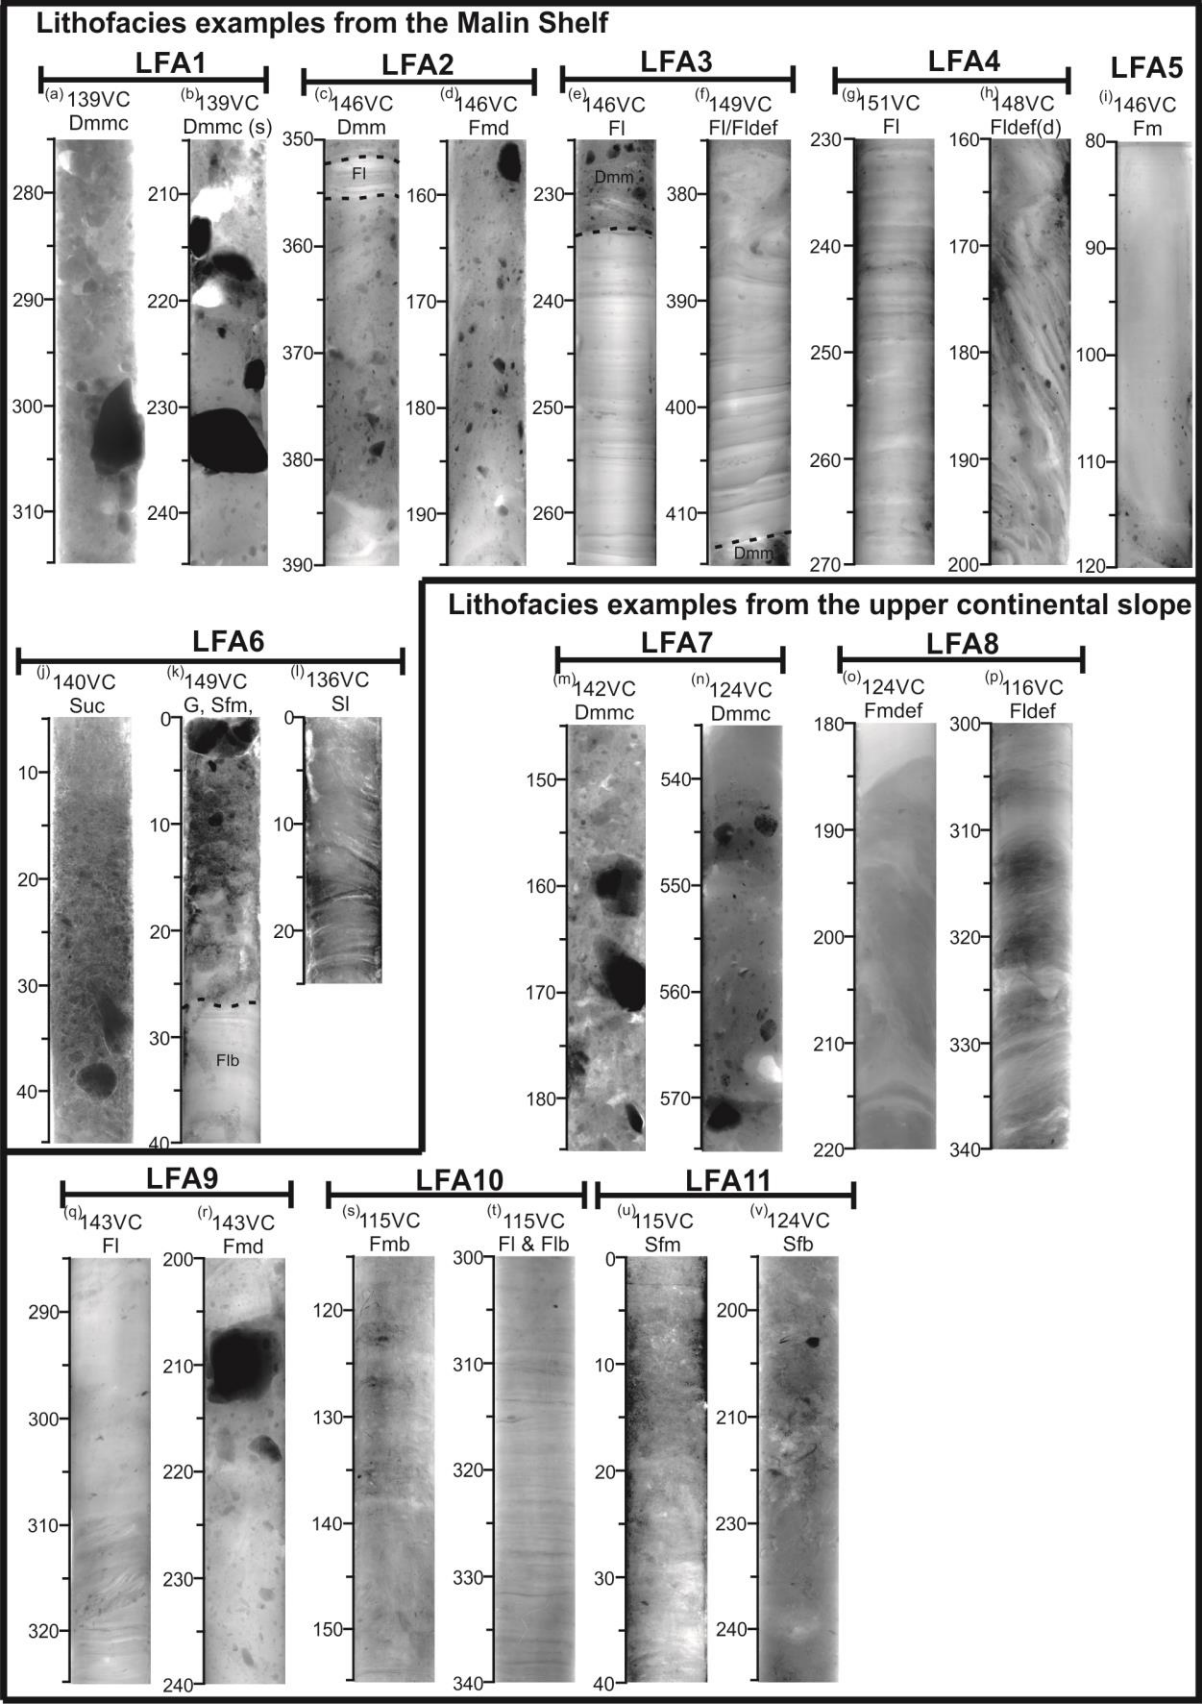 Lithofacies examples from the Malin Shelf
LFA1
LFA2
LFA3
LFA4
LFA5
(a) 139VC
Dmmc
(b) 139VC
Dmmc (s)
(c) 146VC
Dmm
(d) 146VC
Fmd
(e) 146VC
Fl
(f) 149VC
Fl/Fldef
(g) 151VC
Fl
(h) 148VC
Fldef(d)
(i) 146VC
Fm
280
290
300
310
210
220
230
240
350
360
370
380
390
Fl
160
170
180
190
230
240
250
260
Dmm
380
390
400
410
Dmm
230
240
250
260
270
160
170
180
190
200
80
90
100
110
120
Lithofacies examples from the upper continental slope
LFA6
(j) 140VC
Suc
(k) 149VC
G, Sfm,
(l) 136VC
Sl
10
20
30
40
0
10
20
30
40
Flb
0
10
20
LFA7
LFA8
(m) 142VC
Dmmc
(n) 124VC
Dmmc
(o) 124VC
Fmdef
(p) 116VC
Fldef
150
160
170
180
540
550
560
570
180
190
200
210
220
300
310
320
330
340
LFA9
LFA10
LFA11
(q) 143VC
Fl
(r) 143VC
Fmd
(s) 115VC
Fmb
(t) 115VC
Fl & Flb
(u) 115VC
Sfm
(v) 124VC
Sfb
290
300
310
320
200
210
220
230
240
120
130
140
150
300
310
320
330
340
0
10
20
30
40
200
210
230
240